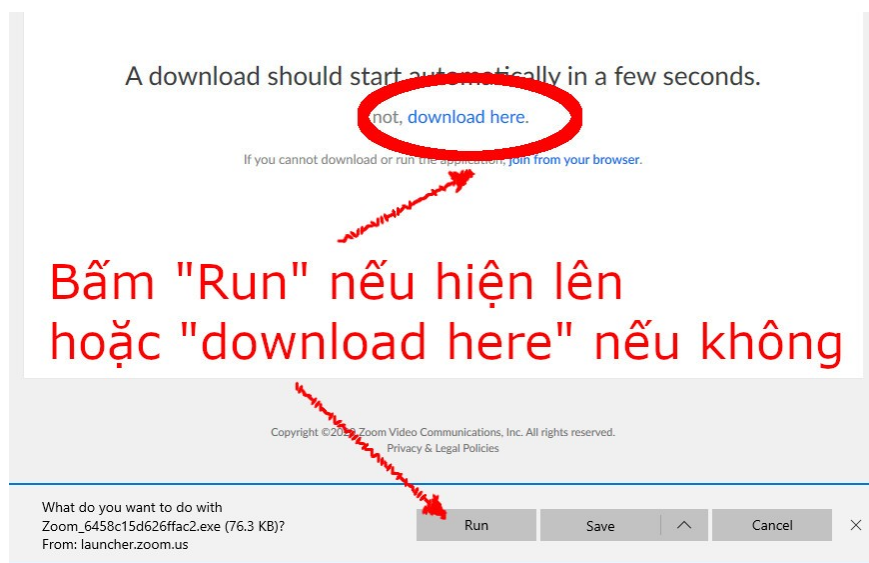 A download should start automatically in a few seconds.
not, download here.
If you cannot download or run the application, join from your browser.
Bấm "Run" nếu hiện lên
hoặc "download here" nếu không
Copyright ©2020 Zoom Video Communications, Inc. All rights reserved.
Privacy & Legal Policies
What do you want to do with
Zoom_6458c15d626ffac2.exe (76.3 KB)?
From: launcher.zoom.us
Run
Save
Cancel